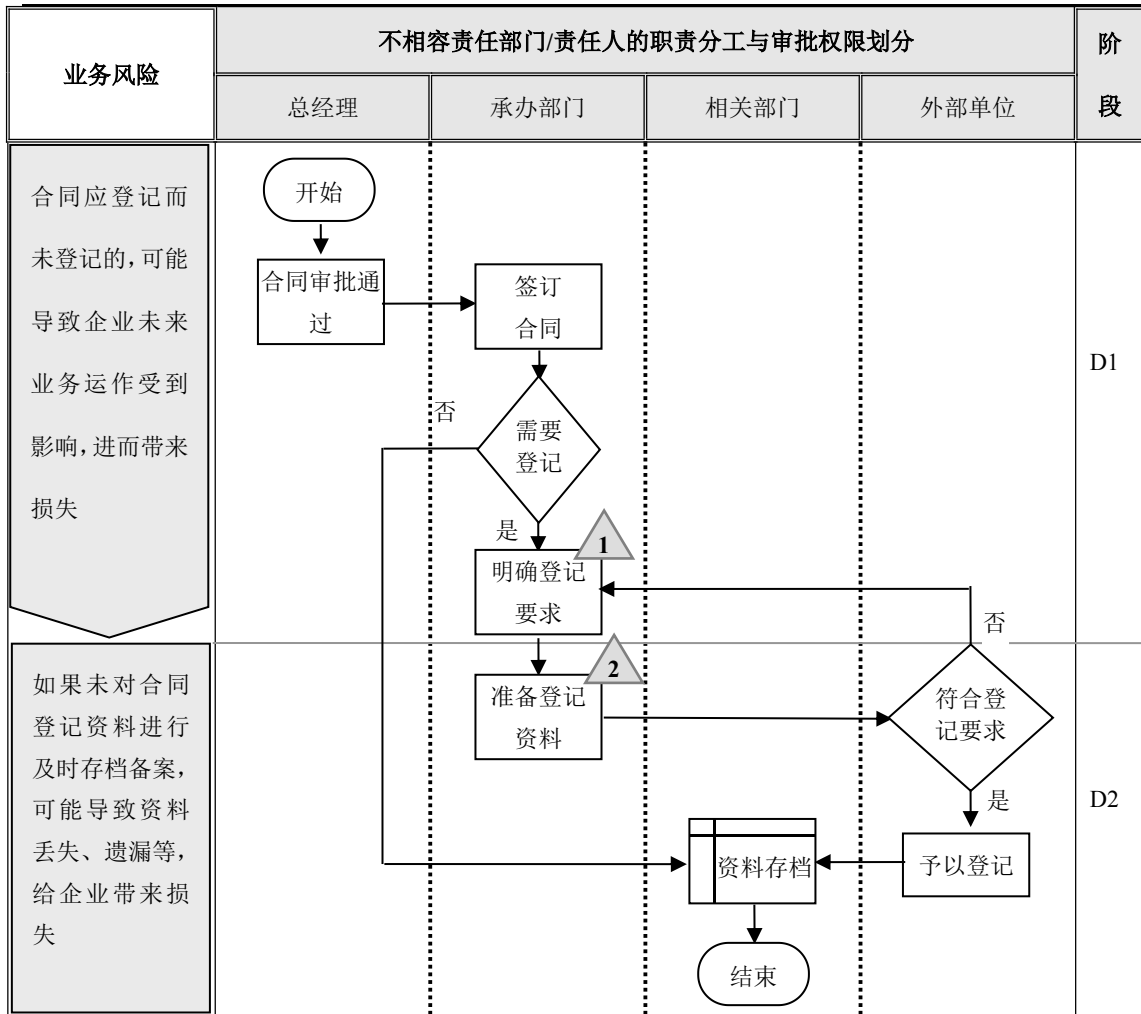 业务风险
不相容责任部门/责任人的职责分工与审批权限划分
阶
段
总经理
承办部门
相关部门
外部单位
合同应登记而
未登记的，可能
导致企业未来
业务运作受到
影响，进而带来
损失
开始
合同审批通
过
签订
合同
D1
否
需要
登记
是
1
明确登记
要求
否
如果未对合同
登记资料进行
及时存档备案，
可能导致资料
丢失、遗漏等，
给企业带来损
失
2
准备登记
资料
符合登
记要求
是
D2
资料存档
予以登记
结束